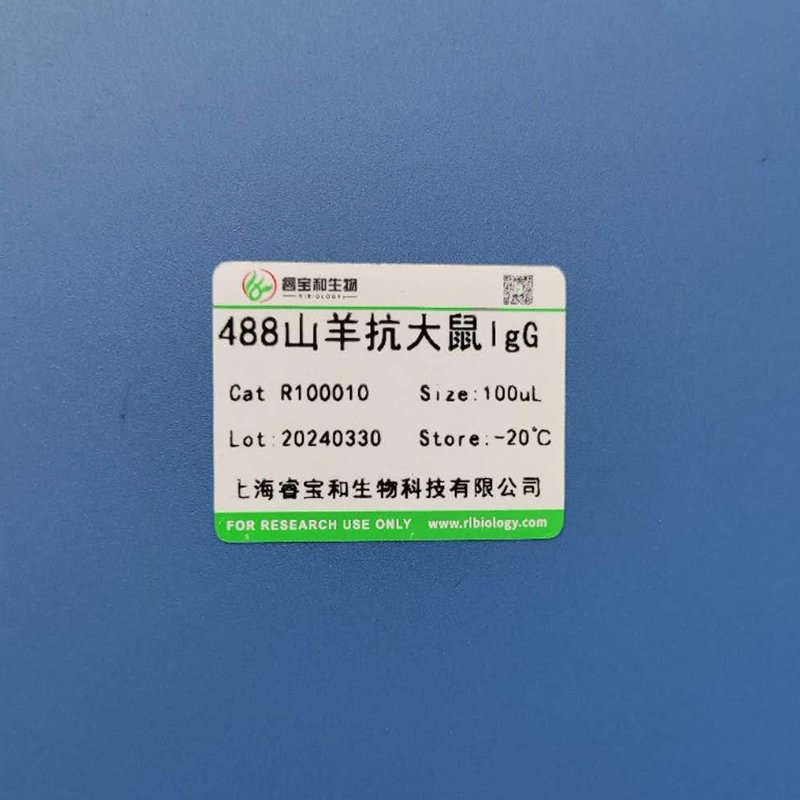 睿宝和生物
RIBIOLOGY
488山羊抗大鼠IgG
Cat R100010 Size:100uL
Lot:20240330 Store:-20℃
上海睿宝和生物科技有限公司
FOR RESEARCH USE ONLY www.ribiology.com